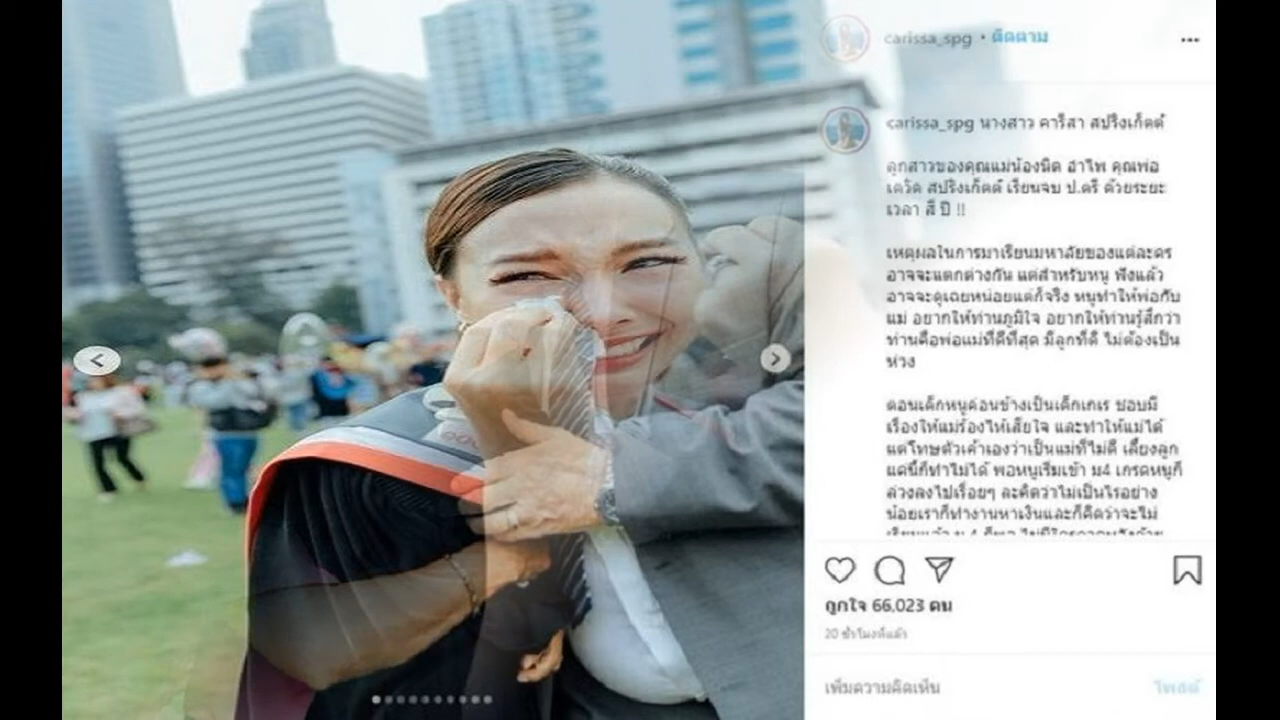 carissa_spg • ติดตาม
carissa_spg นางสาว คาริสา สปริงเก็ตต์
ลูกสาวของคุณแม่น้องนิด อำไพ คุณพ่อ
เดวิด สปริงเก็ตต์ เรียนจบ ป.ตรี ด้วยระยะ
เวลา สี่ ปี !!
เหตุผลในการมาเรียนมหาลัยของแต่ละคร
อาจจะแตกต่างกัน แต่สำหรับหนู ฟังแล้ว
อาจจะดูเฉยหน่อยแต่ก็จริง หนูทำให้พ่อกับ
แม่ อยากให้ท่านภูมิใจ อยากให้ท่านรู้สึกว่า
ท่านคือพ่อแม่ที่ดีที่สุด มีลูกที่ดี ไม่ต้องเป็น
ห่วง
ตอนเด็กหนูค่อนข้างเป็นเด็กเกเร ชอบมี
เรื่องให้แม่ร้องไห้เสียใจ และทำให้แม่ได้
แต่โทษตัวเค้าเองว่าเป็นแม่ที่ไม่ดี เลี้ยงลูก
แค่นี้ก็ทำไม่ได้ พอหนูเริ่มเข้า ม4 เกรดหนูก็
ล่วงลงไปเรื่อยๆ ละคิดว่าไม่เป็นไรอย่าง
น้อยเราก็ทำงานหาเงินและก็คิดว่าจะไม่
ถูกใจ 66,023 คน
20 ชั่วโมงที่แล้ว
เพิ่มความคิดเห็น
โพสต์